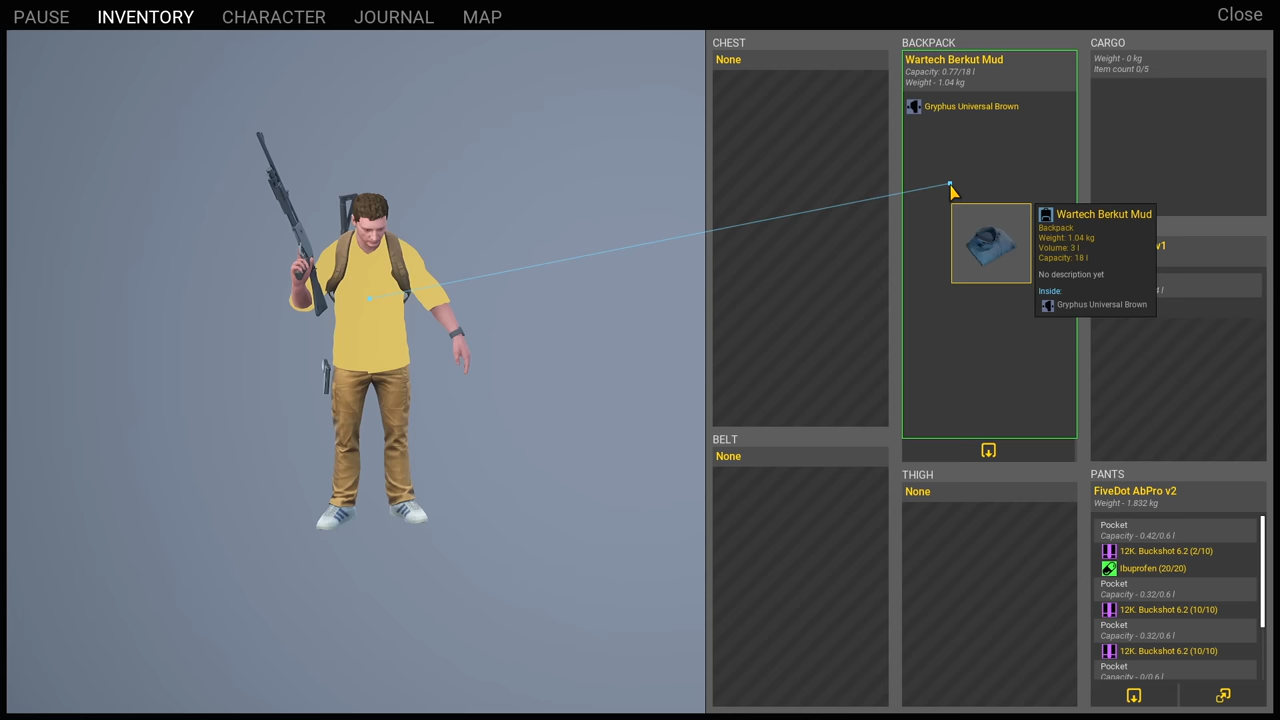 PAUSE INVENTORY CHARACTER JOURNAL MAP Close
CHEST
None
BACKPACK
Wartech Berkut Mud
Capacity: 0.77/18 l
Weight - 1.04 kg
Gryphus Universal Brown
CARGO
Weight - 0 kg
Item count 0/5
Wartech Berkut Mud
Backpack
Weight: 1.04 kg
Volume: 3 l
Capacity: 18 l
No description yet
Inside:
Gryphus Universal Brown
v1
BELT
None
THIGH
None
PANTS
FiveDot AbPro v2
Weight - 1.832 kg
Pocket
Capacity - 0.42/0.6 l
12K. Buckshot 6.2 (2/10)
Ibuprofen (20/20)
Pocket
Capacity - 0.32/0.6 l
12K. Buckshot 6.2 (10/10)
Pocket
Capacity - 0.32/0.6 l
12K. Buckshot 6.2 (10/10)
Pocket
Capacity - 0/0.6 l